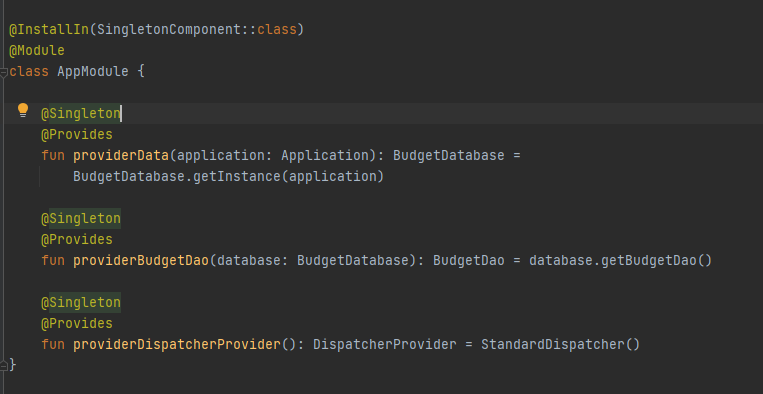 @InstallIn(SingletonComponent::class)
@Module
class AppModule {
@Singleton
@Provides
fun providerData(application: Application): BudgetDatabase =
BudgetDatabase.getInstance(application)
@Singleton
@Provides
fun providerBudgetDao(database: BudgetDatabase): BudgetDao = database.getBudgetDao()
@Singleton
@Provides
fun providerDispatcherProvider(): DispatcherProvider = StandardDispatcher()
}